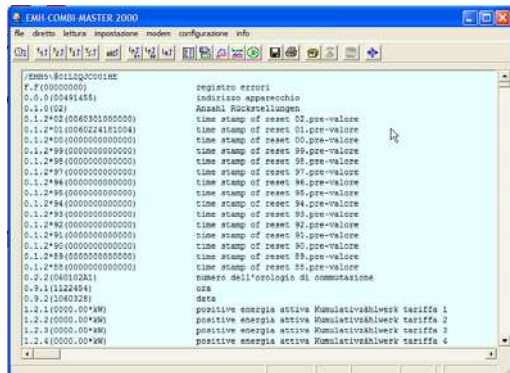 EMH-COMBI-MASTER 2000
file diretto lettura impostazione modem configurazione info
F.F(00000000) registro errori
0.0.0(00491455) indirizzo apparecchio
0.1.0(02) Anzahl Rückstellungen
0.1.2*02(0060301000000) time stamp of reset 02.pre-valore
0.1.2*01(0060224181004) time stamp of reset 01.pre-valore
0.1.2*00(0000000000000) time stamp of reset 00.pre-valore
0.1.2*99(0000000000000) time stamp of reset 99.pre-valore
0.1.2*98(0000000000000) time stamp of reset 98.pre-valore
0.1.2*97(0000000000000) time stamp of reset 97.pre-valore
0.1.2*96(0000000000000) time stamp of reset 96.pre-valore
0.1.2*95(0000000000000) time stamp of reset 95.pre-valore
0.1.2*94(0000000000000) time stamp of reset 94.pre-valore
0.1.2*93(0000000000000) time stamp of reset 93.pre-valore
0.1.2*92(0000000000000) time stamp of reset 92.pre-valore
0.1.2*91(0000000000000) time stamp of reset 91.pre-valore
0.1.2*90(0000000000000) time stamp of reset 90.pre-valore
0.1.2*89(0000000000000) time stamp of reset 89.pre-valore
0.1.2*88(0000000000000) time stamp of reset 88.pre-valore
0.2.2(060102A1) numero dell'orologio di commutazione
0.9.1(1122454) ora
0.9.2(1060328) data
1.2.1(0000.00*kW) positive energia attiva Kumulativzählwerk tariffa 1
1.2.2(0000.00*kW) positive energia attiva Kumulativzählwerk tariffa 2
1.2.3(0000.00*kW) positive energia attiva Kumulativzählwerk tariffa 3
1.2.4(0000.00*kW) positive energia attiva Kumulativzählwerk tariffa 4